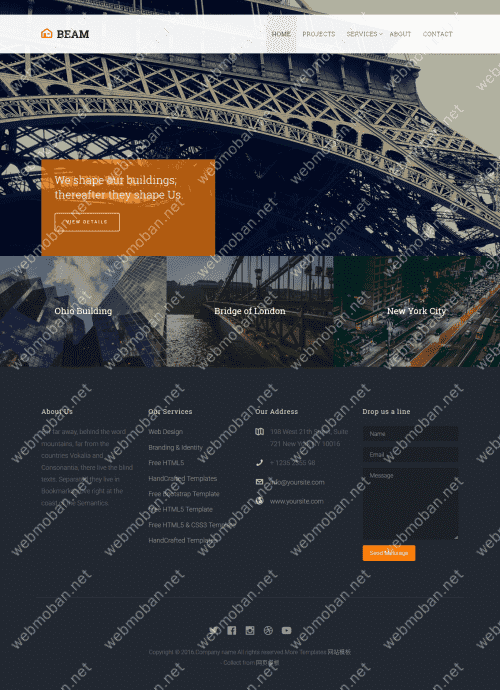 BEAM
HOME PROJECTS SERVICES ABOUT CONTACT
We shape our buildings;
thereafter they shape Us
VIEW DETAILS
Ohio Building
Bridge of London
New York City
About Us
Far far away, behind the word
mountains, far from the
countries Vokalia and
Consonantia, there live the blind
texts. Separated they live in
Bookmarksgrove right at the
coast of the Semantics.
Our Services
Web Design
Branding & Identity
Free HTML5
HandCrafted Templates
Free Bootstrap Template
Free HTML5 Template
Free HTML5 & CSS3 Template
HandCrafted Templates
Our Address
198 West 21th Street, Suite
721 New York NY 10016
+ 1235 2355 98
info@yoursite.com
www.yoursite.com
Drop us a line
Name
Email
Message
Send Message
Copyright © 2016.Company name All rights reserved.More Templates 网站模板
- Collect from 网页模板
webmoban.net